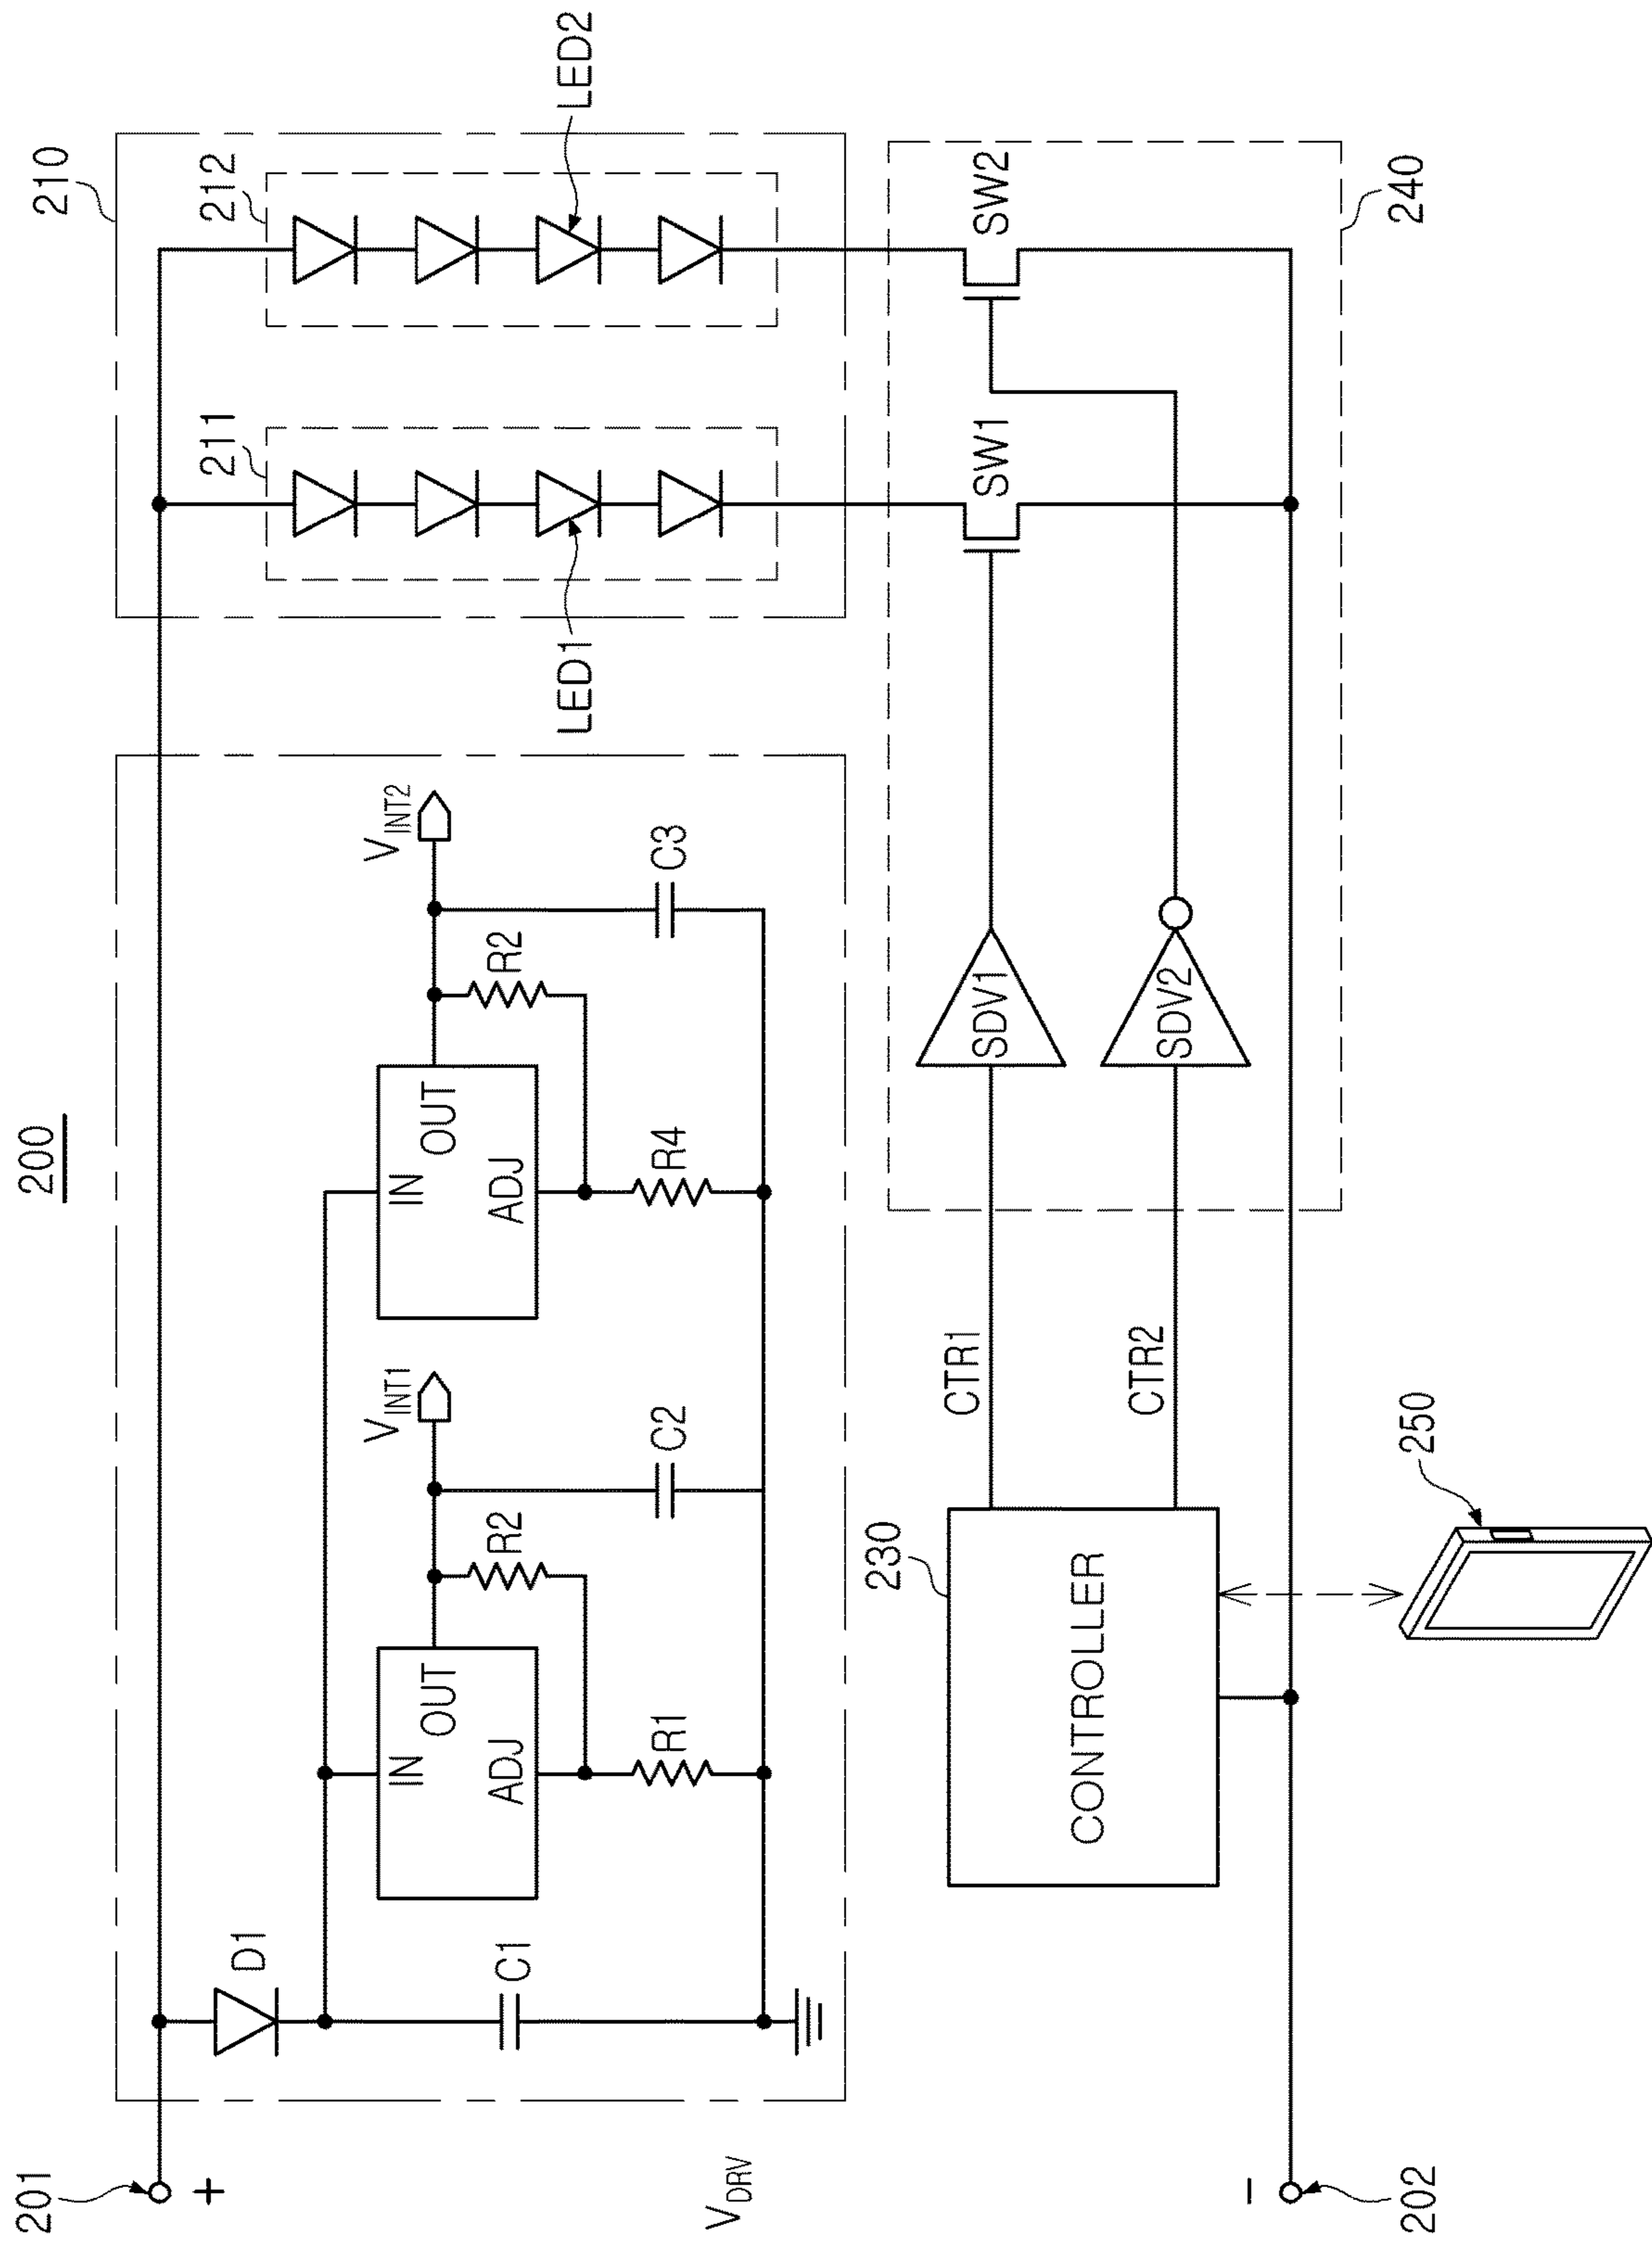 200
201
+
D1
C1
IN
OUT
ADJ
R1
R2
C2
VINT1
IN
OUT
ADJ
R4
R2
C3
VINT2
210
211
LED1
212
LED2
VDRV
230
CONTROLLER
CTR1
CTR2
SDV1
SDV2
SW1
SW2
240
250
−
202